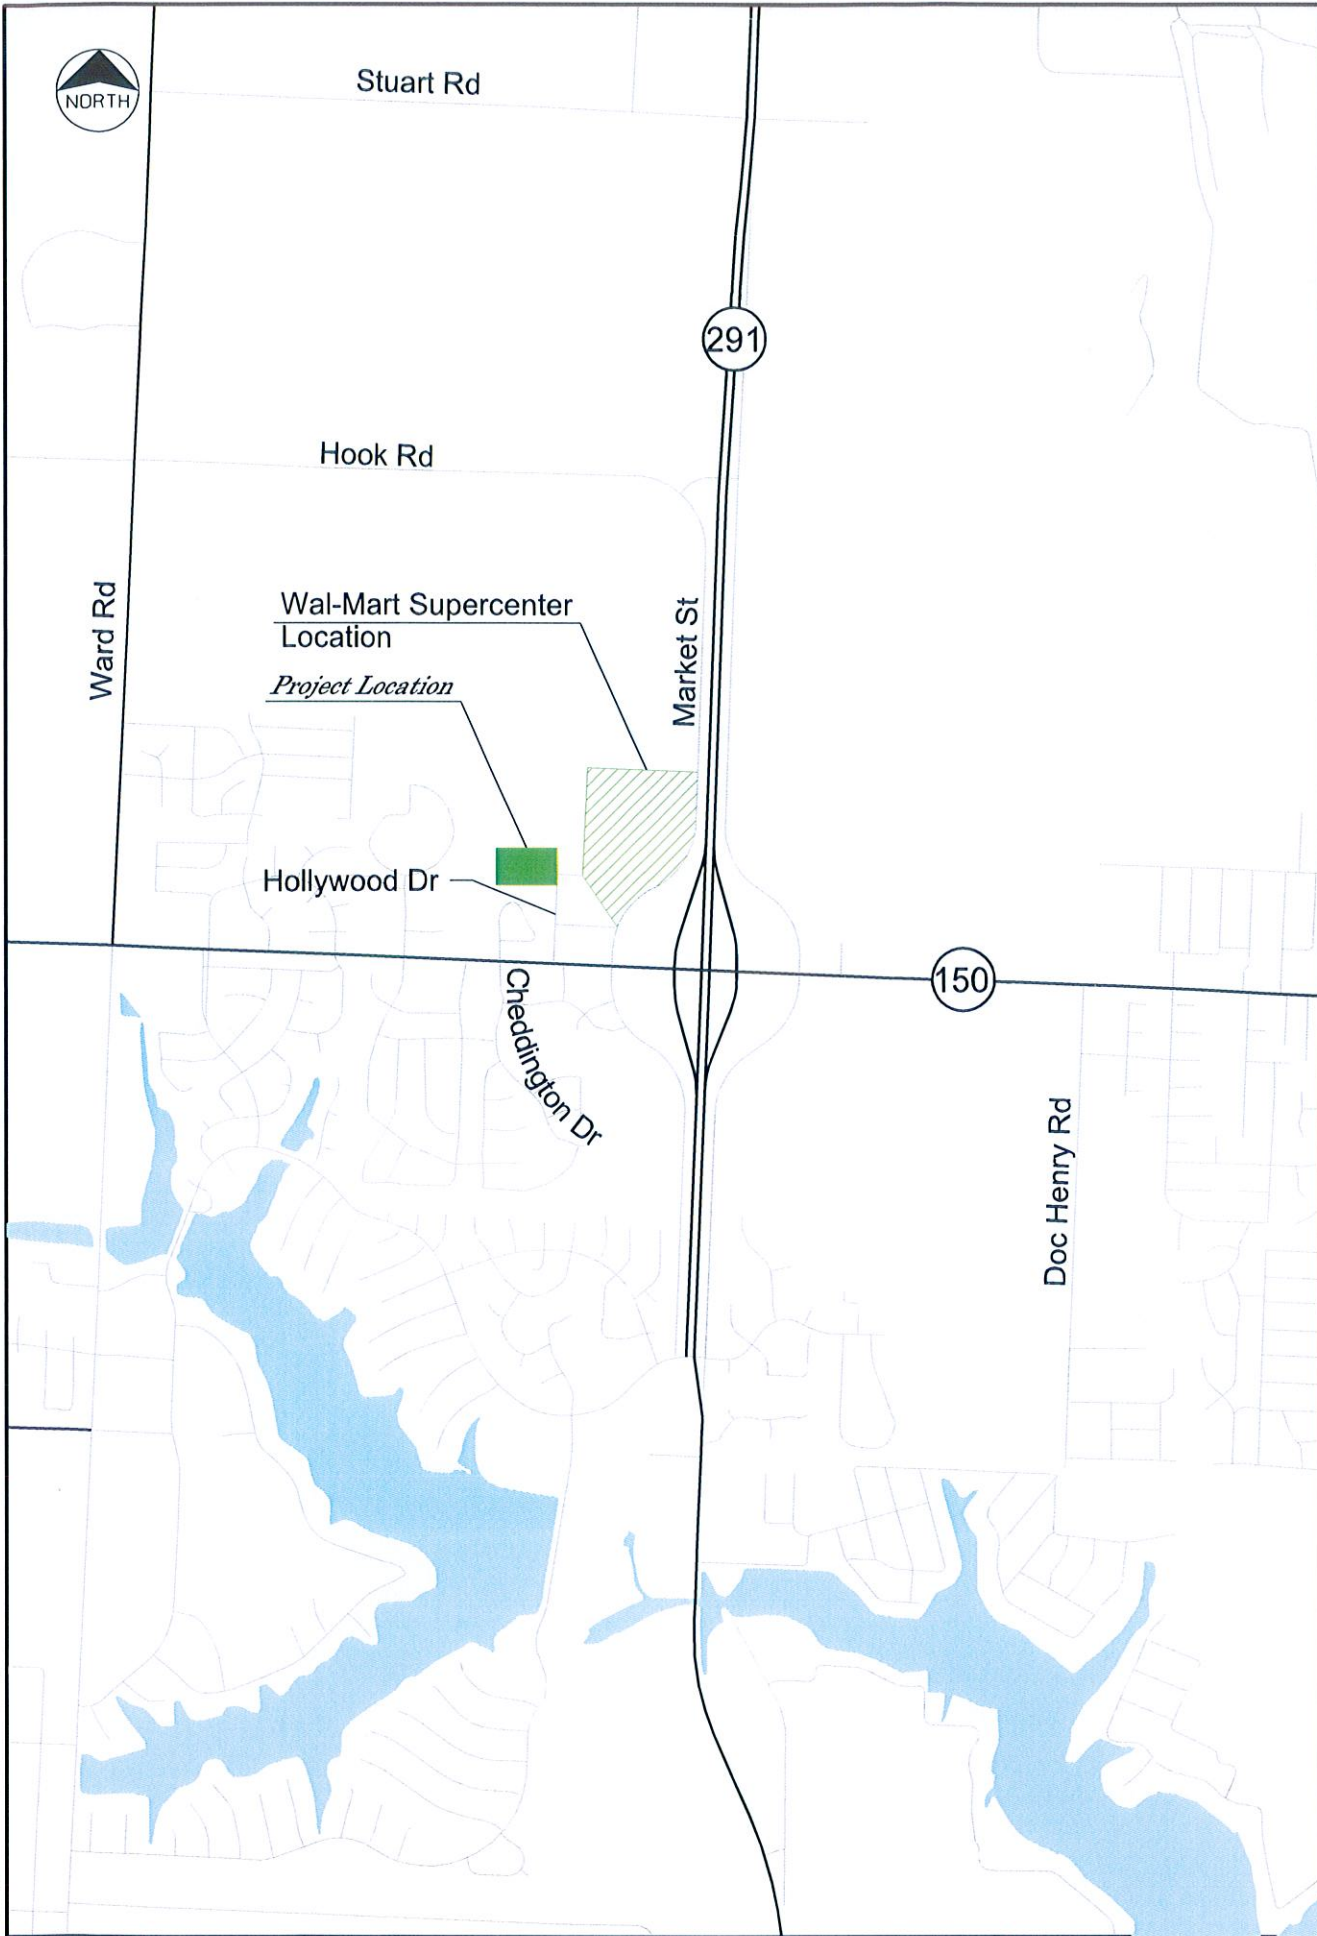 NORTH
Stuart Rd
291
Hook Rd
Ward Rd
Wal-Mart Supercenter
Location
Market St
Project Location
Hollywood Dr
150
Cheddington Dr
Doc Henry Rd